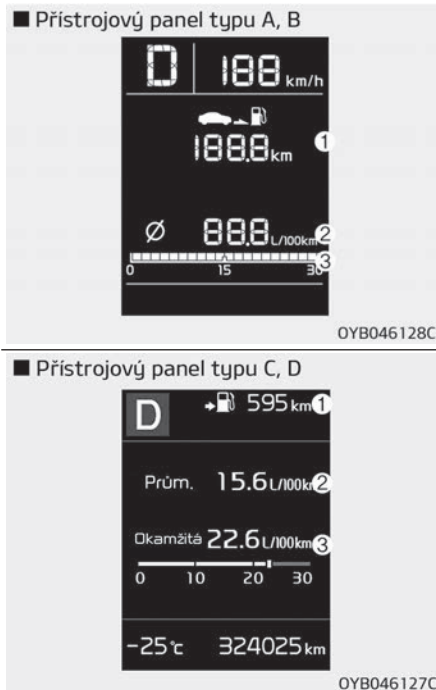 ■ Přístrojový panel typu A, B
D 188 km/h
188.8 km 1
Ø 88.8 L/100km 2
3
0 15 30
OYB046128C
■ Přístrojový panel typu C, D
D 595 km 1
Prům. 15.6 L/100km 2
Okamžitá 22.6 L/100km 3
0 10 20 30
-25°c 324025 km
OYB046127C